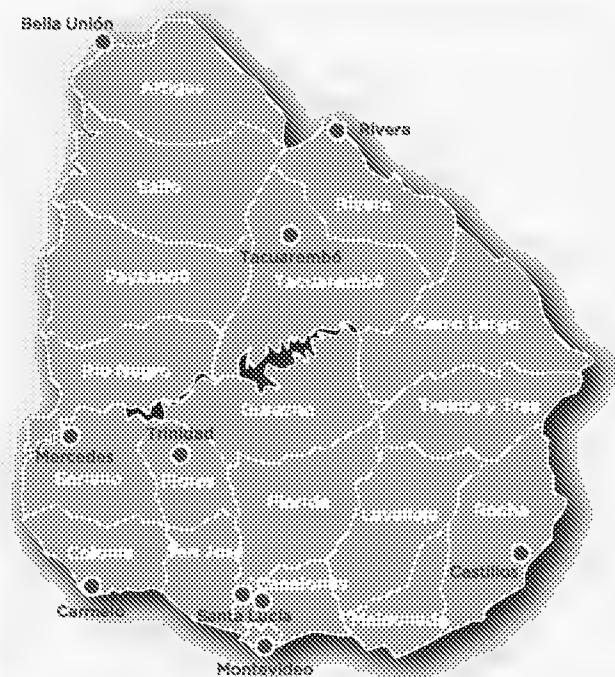 Bella Unión
Artigas
Rivera
Salto
Rivera
Tacuarembó
Paysandú
Tacuarembó
Cerro Largo
Río Negro
Durazno
Treinta y Tres
Trinidad
Mercedes
Soriano
Flores
Florida
Lavalleja
Rocha
Colonia
San José
Castillos
Canelones
Carmelo
Santa Lucía
Maldonado
Montevideo